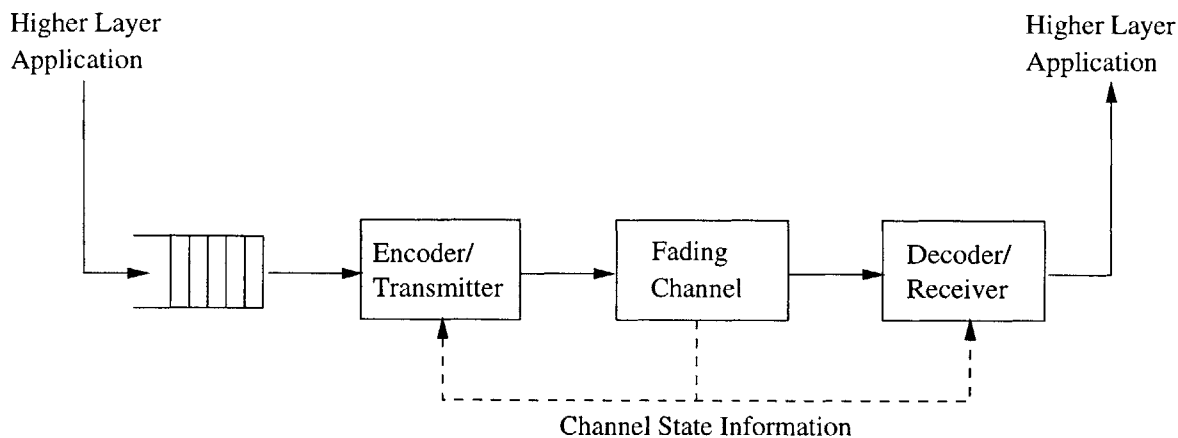 Higher Layer
Application
Higher Layer
Application
Encoder/
Transmitter
Fading
Channel
Decoder/
Receiver
Channel State Information